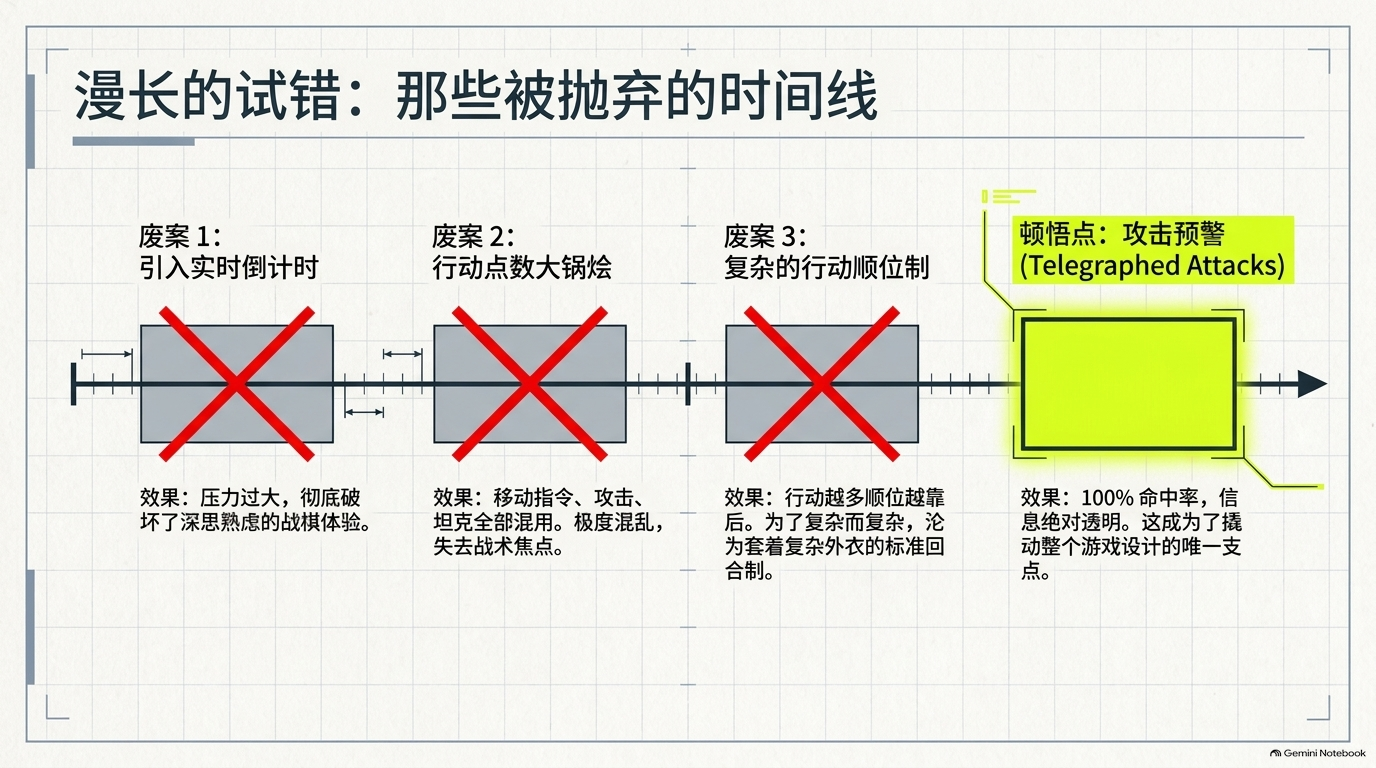 漫长的试错：那些被抛弃的时间线
废案 1：
引入实时倒计时
效果：压力过大，彻底破
坏了深思熟虑的战棋体验。
废案 2：
行动点数大锅烩
效果：移动指令、攻击、
坦克全部混用。极度混乱，
失去战术焦点。
废案 3：
复杂的行动顺位制
效果：行动越多顺位越靠
后。为了复杂而复杂，沦
为套着复杂外衣的标准回
合制。
顿悟点：攻击预警
(Telegraphed Attacks)
效果：100% 命中率，信
息绝对透明。这成为了撬
动整个游戏设计的唯一支
点。
Gemini Notebook